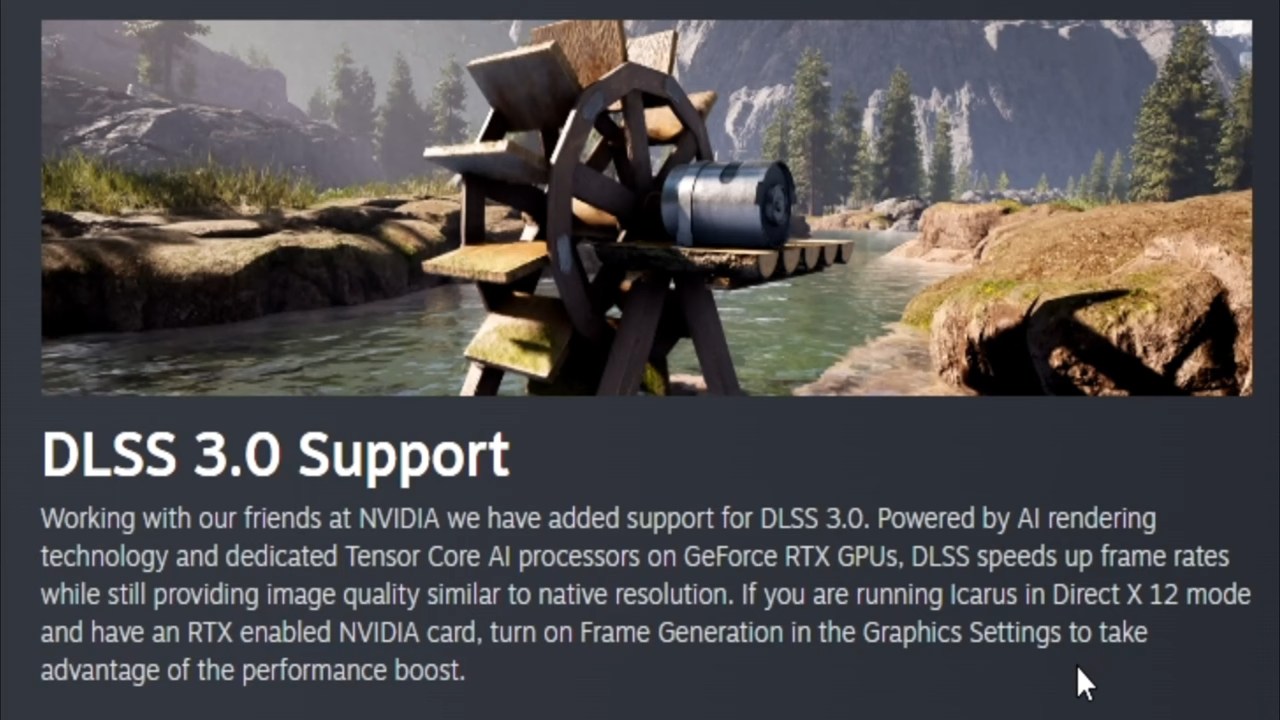 DLSS 3.0 Support
Working with our friends at NVIDIA we have added support for DLSS 3.0. Powered by AI rendering
technology and dedicated Tensor Core AI processors on GeForce RTX GPUs, DLSS speeds up frame rates
while still providing image quality similar to native resolution. If you are running Icarus in Direct X 12 mode
and have an RTX enabled NVIDIA card, turn on Frame Generation in the Graphics Settings to take
advantage of the performance boost.